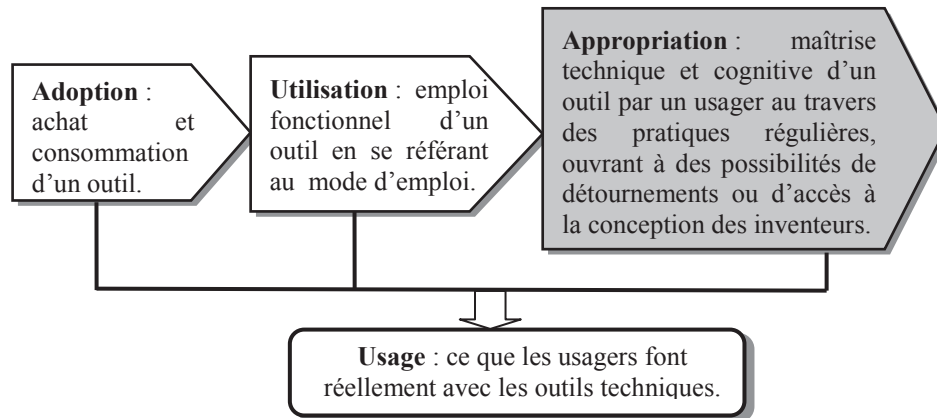 Adoption :
achat et
consommation
d’un outil.
Utilisation : emploi
fonctionnel d’un
outil en se référant
au mode d’emploi.
Appropriation : maîtrise
technique et cognitive d’un
outil par un usager au travers
des pratiques régulières,
ouvrant à des possibilités de
détournements ou d’accès à
la conception des inventeurs.
Usage : ce que les usagers font
réellement avec les outils techniques.